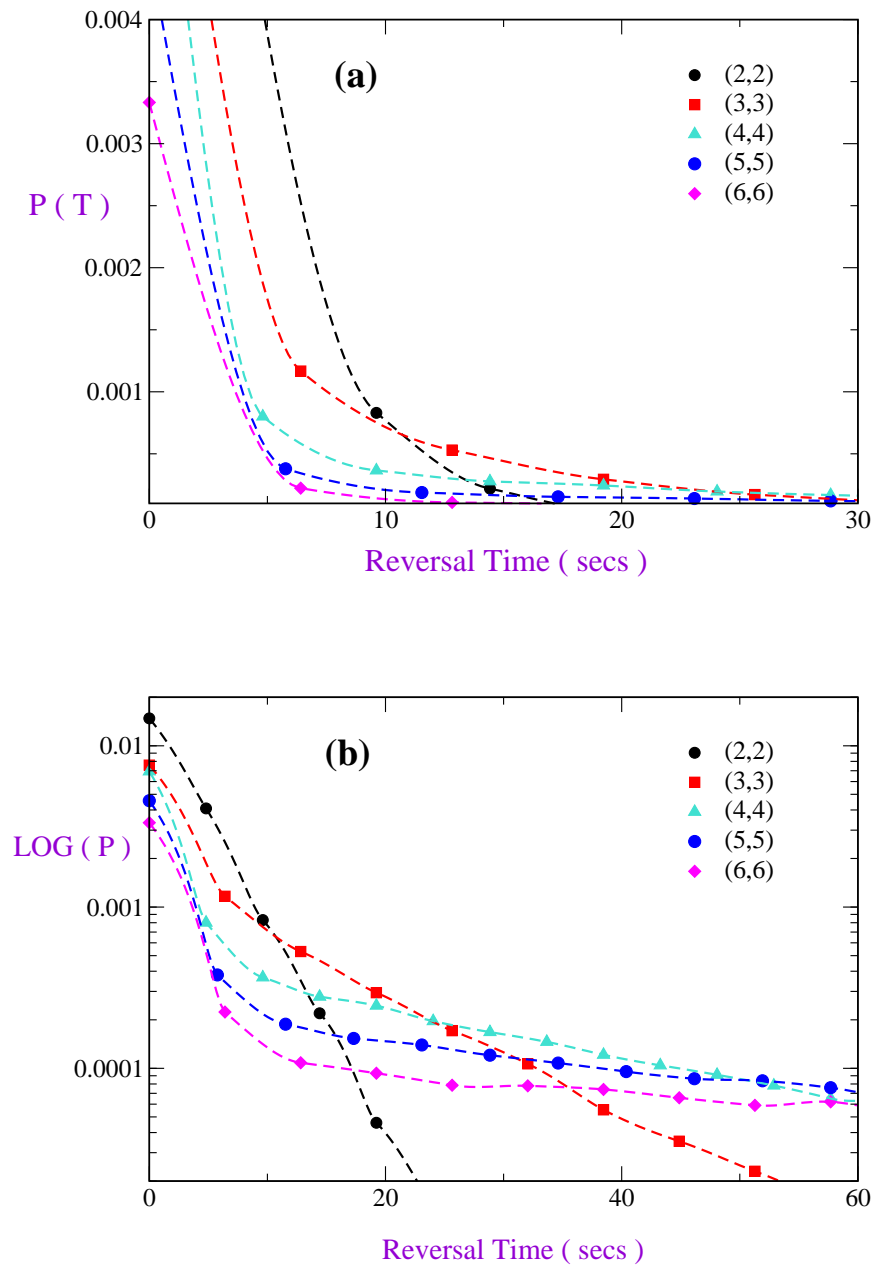 0.004
(a)
(2,2)
(3,3)
0.003
(4,4)
(5,5)
(6,6)
P ( T )
0.002
0.001
0 10 20 30
Reversal Time ( secs )
0.01
(b)
(2,2)
(3,3)
(4,4)
LOG ( P )
(5,5)
(6,6)
0.001
0.0001
0 20 40 60
Reversal Time ( secs )